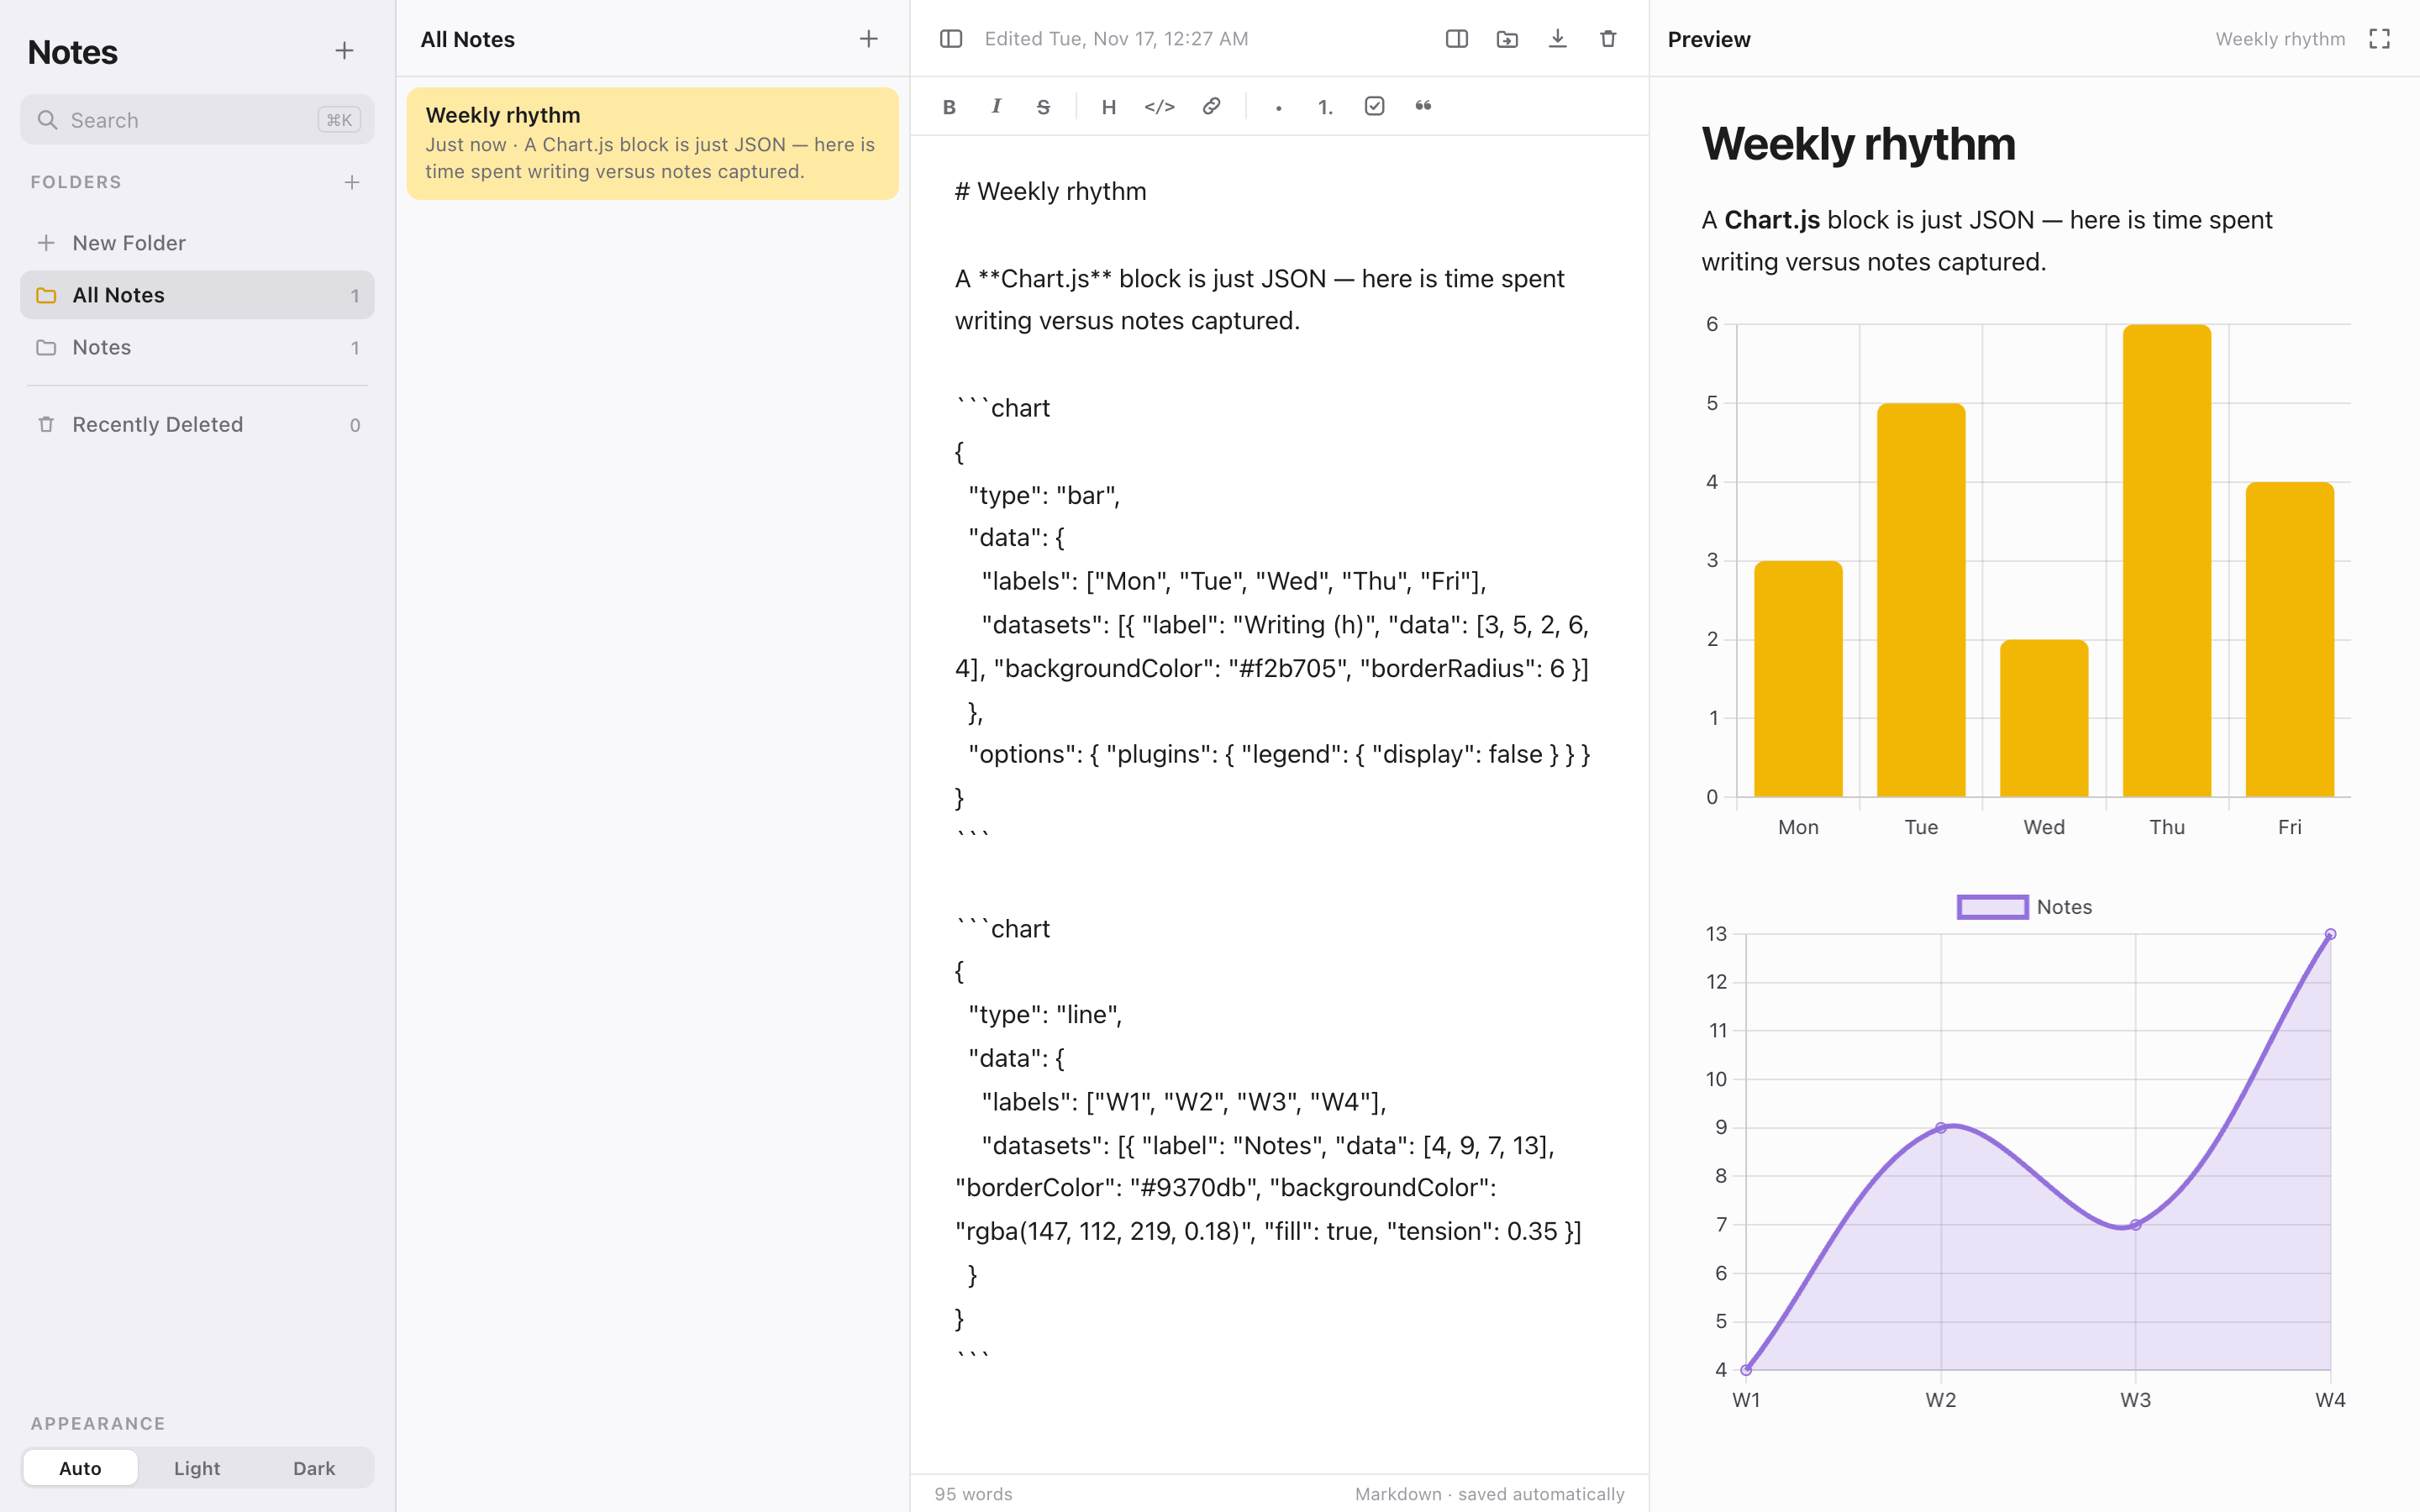 Notes
Search
⌘K
FOLDERS
New Folder
All Notes 1
Notes 1
Recently Deleted 0
APPEARANCE
Auto Light Dark
All Notes
Weekly rhythm
Just now · A Chart.js block is just JSON — here is
time spent writing versus notes captured.
Edited Tue, Nov 17, 12:27 AM
B I S H </> • 1. “
# Weekly rhythm
A **Chart.js** block is just JSON — here is time spent
writing versus notes captured.
```chart
{
"type": "bar",
"data": {
"labels": ["Mon", "Tue", "Wed", "Thu", "Fri"],
"datasets": [{ "label": "Writing (h)", "data": [3, 5, 2, 6,
4], "backgroundColor": "#f2b705", "borderRadius": 6 }]
},
"options": { "plugins": { "legend": { "display": false } } }
}
```
```chart
{
"type": "line",
"data": {
"labels": ["W1", "W2", "W3", "W4"],
"datasets": [{ "label": "Notes", "data": [4, 9, 7, 13],
"borderColor": "#9370db", "backgroundColor":
"rgba(147, 112, 219, 0.18)", "fill": true, "tension": 0.35 }]
}
}
```
95 words
Markdown · saved automatically
Preview
Weekly rhythm
Weekly rhythm
A Chart.js block is just JSON — here is time spent
writing versus notes captured.
6
5
4
3
2
1
0
Mon Tue Wed Thu Fri
Notes
13
12
11
10
9
8
7
6
5
4
W1 W2 W3 W4